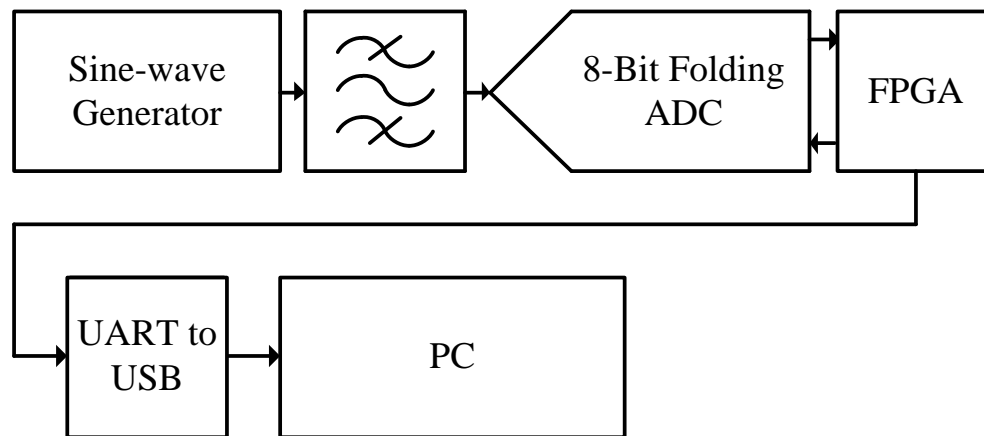 Sine-wave
Generator
8-Bit Folding
ADC
FPGA
UART to
USB
PC